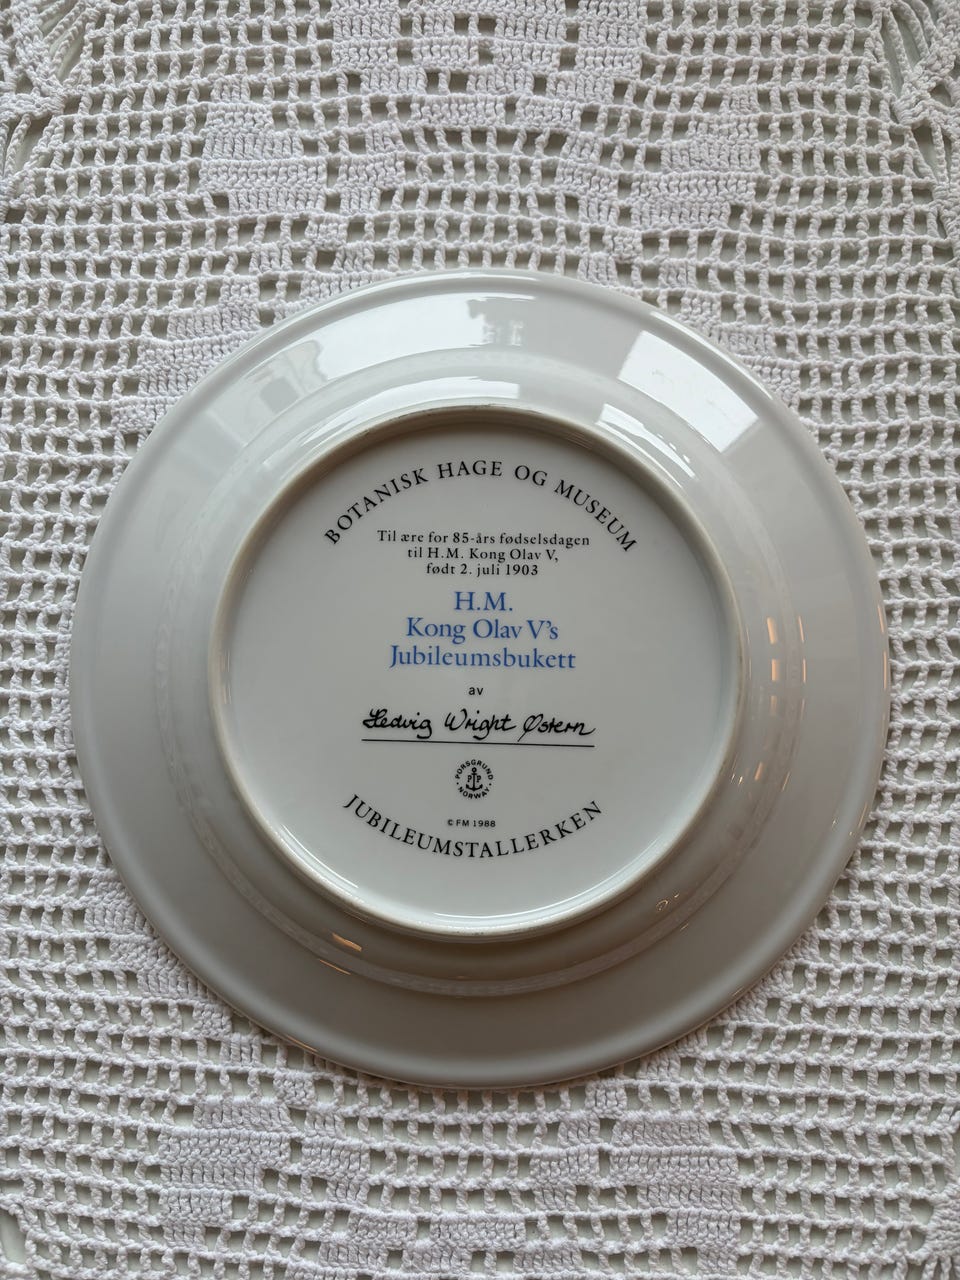 BOTANISK HAGE OG MUSEUM
Til ære for 85-års fødselsdagen
til H.M. Kong Olav V,
født 2. juli 1903
H.M.
Kong Olav V's
Jubileumsbukett
av
Hedvig Wright Østern
PORSGRUND
PP
NORWAY
© FM 1988
JUBILEUMSTALLERKEN